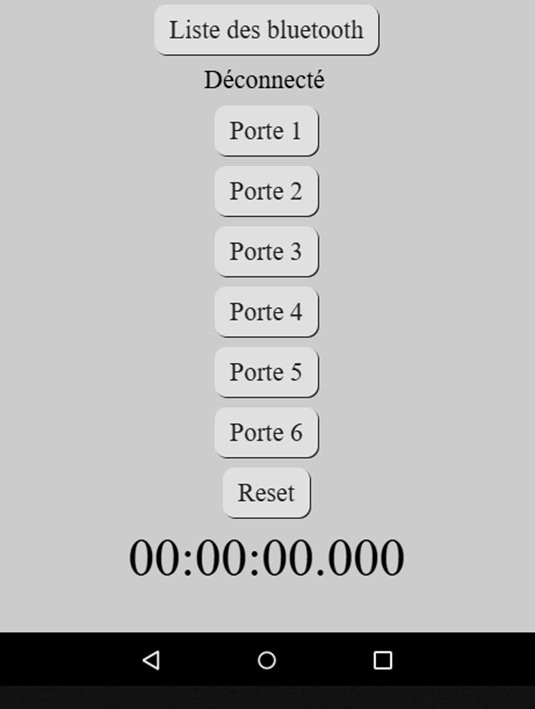 Liste des bluetooth
Déconnecté
Porte 1
Porte 2
Porte 3
Porte 4
Porte 5
Porte 6
Reset
00:00:00.000